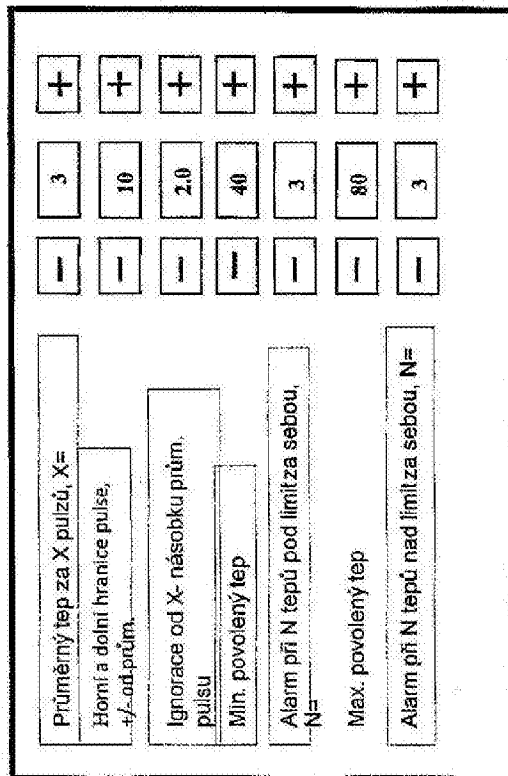 Průměrný tep za X pulzů, X= − 3 +
Horní a dolní hranice pulse,
+/- od prům. − 10 +
Ignorace od X- násobku prům.
pulsu − 2.0 +
Min. povolený tep − 40 +
Alarm při N tepů pod limit za sebou,
N= − 3 +
Max. povolený tep − 80 +
Alarm při N tepů nad limit za sebou, N= − 3 +